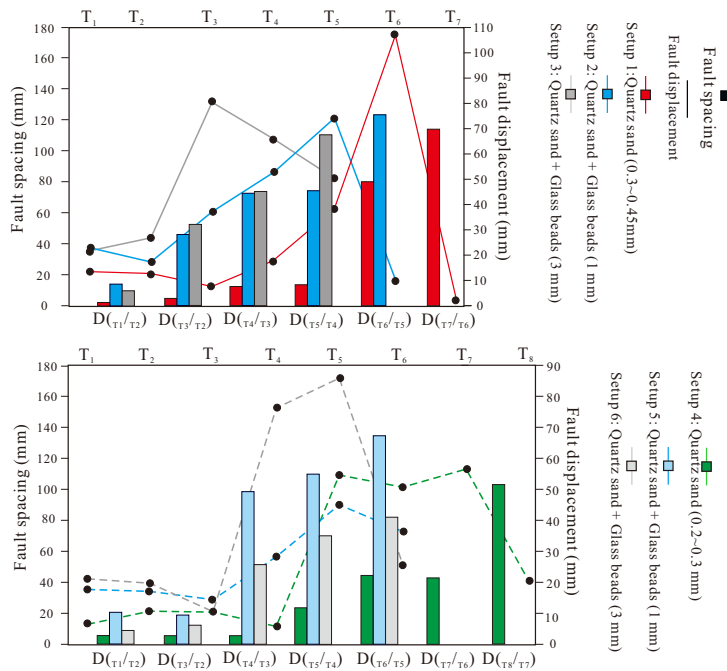 T1 T2 T3 T4 T5 T6 T7
180 160 140 120 100 80 60 40 20 0
Fault spacing (mm)
110 100 90 80 70 60 50 40 30 20 10 0
Fault displacement (mm)
D(T1/T2) D(T3/T2) D(T4/T3) D(T5/T4) D(T6/T5) D(T7/T6)
Fault spacing
Fault displacement
Setup 1:Quartz sand (0.3~0.45mm)
Setup 2: Quartz sand + Glass beads (1 mm)
Setup 3: Quartz sand + Glass beads (3 mm)
T1 T2 T3 T4 T5 T6 T7 T8
180 160 140 120 100 80 60 40 20 0
Fault spacing (mm)
90 80 70 60 50 40 30 20 10 0
Fault displacement (mm)
D(T1/T2) D(T3/T2) D(T4/T3) D(T5/T4) D(T6/T5) D(T7/T6) D(T8/T7)
Setup 4: Quartz sand (0.2~0.3 mm)
Setup 5: Quartz sand + Glass beads (1 mm)
Setup 6: Quartz sand + Glass beads (3 mm)